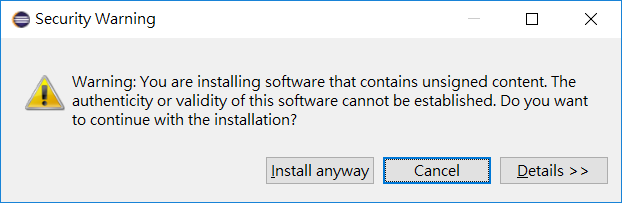 Security Warning
Warning: You are installing software that contains unsigned content. The
authenticity or validity of this software cannot be established. Do you want
to continue with the installation?
Install anyway
Cancel
Details >>